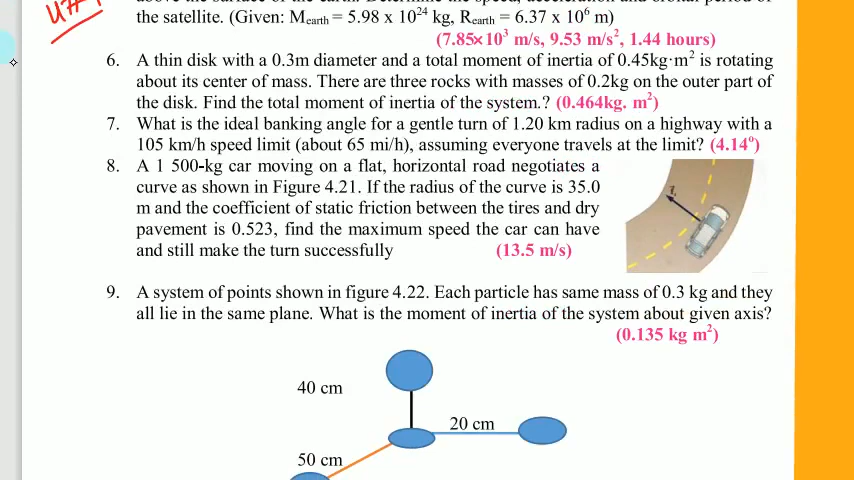 the satellite. (Given: Mearth = 5.98 x 10^24 kg, Rearth = 6.37 x 10^6 m)
(7.85×10^3 m/s, 9.53 m/s^2, 1.44 hours)
6. A thin disk with a 0.3m diameter and a total moment of inertia of 0.45kg·m^2 is rotating
about its center of mass. There are three rocks with masses of 0.2kg on the outer part of
the disk. Find the total moment of inertia of the system.? (0.464kg. m^2)
7. What is the ideal banking angle for a gentle turn of 1.20 km radius on a highway with a
105 km/h speed limit (about 65 mi/h), assuming everyone travels at the limit? (4.14°)
8. A 1 500-kg car moving on a flat, horizontal road negotiates a
curve as shown in Figure 4.21. If the radius of the curve is 35.0
m and the coefficient of static friction between the tires and dry
pavement is 0.523, find the maximum speed the car can have
and still make the turn successfully (13.5 m/s)
9. A system of points shown in figure 4.22. Each particle has same mass of 0.3 kg and they
all lie in the same plane. What is the moment of inertia of the system about given axis?
(0.135 kg m^2)
40 cm
20 cm
50 cm